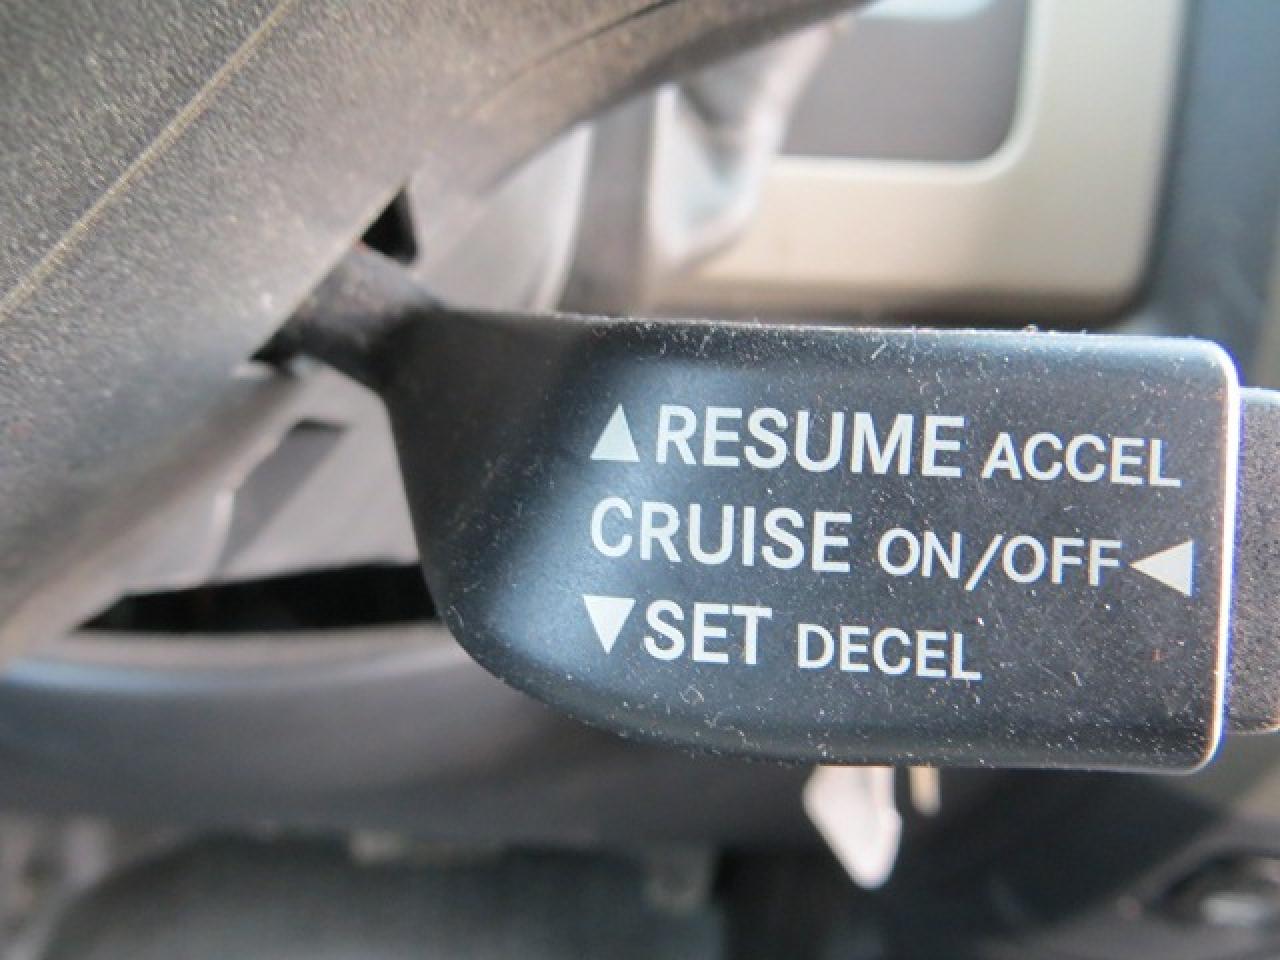 ▲RESUME ACCEL
CRUISE ON/OFF◀
▼SET DECEL